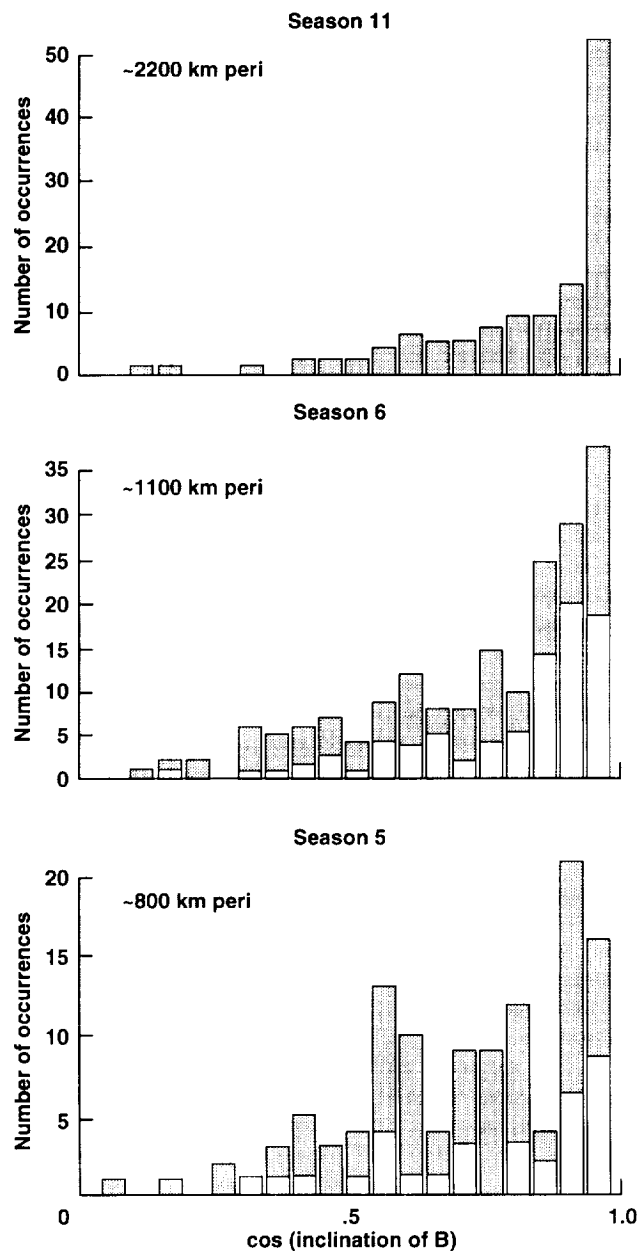 Season 11
~2200 km peri
Number of occurrences
50
40
30
20
10
0
Season 6
~1100 km peri
Number of occurrences
35
30
25
20
15
10
5
0
Season 5
~800 km peri
Number of occurrences
20
15
10
5
0
.5
1.0
cos (inclination of B)